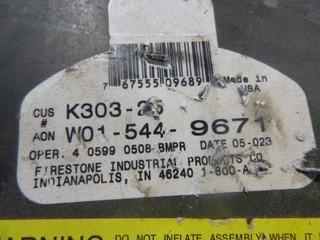 7 67555 09689 Made in
USA
CUS # K303-25
AON W01-544-9671
OPER. 4 0599 0508 BMPR DATE 05-023
FIRESTONE INDUSTRIAL PRODUCTS CO.
INDIANAPOLIS, IN 46240 1-800-A
WARNING DO NOT INFLATE ASSEMBLY WHEN IT